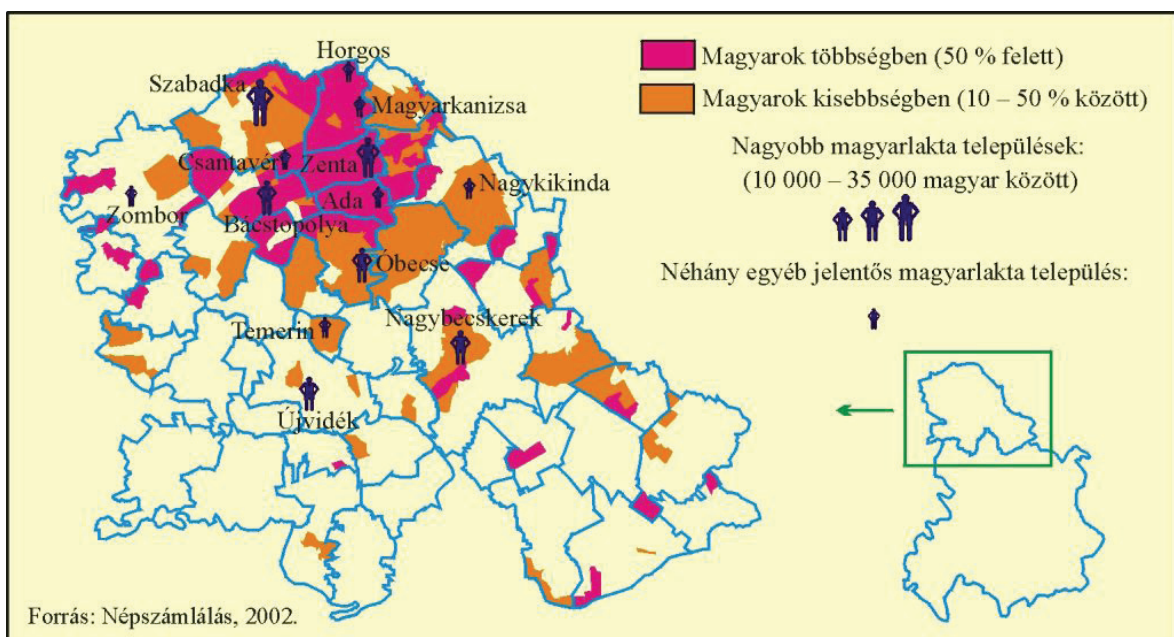 Horgos
Szabadka
Magyarkanizsa
Csantavér
Zenta
Nagykikinda
Zombor
Ada
Bácstopolya
Óbecse
Temerin
Nagybecskerek
Újvidék
Magyarok többségben (50 % felett)
Magyarok kisebbségben (10 – 50 % között)
Nagyobb magyarlakta települések:
(10 000 – 35 000 magyar között)
Néhány egyéb jelentős magyarlakta település:
Forrás: Népszámlálás, 2002.